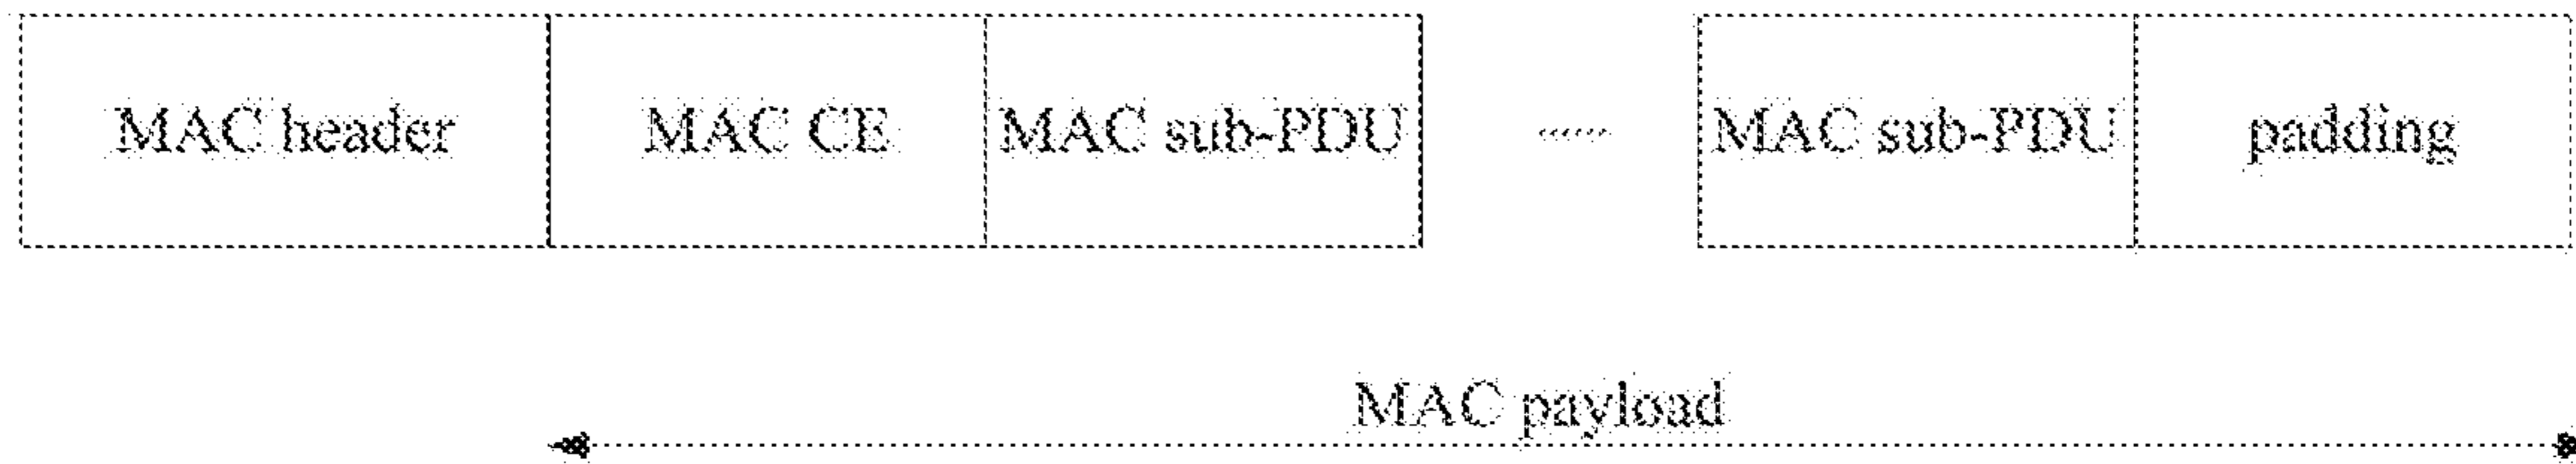 MAC header MAC CE MAC sub-PDU ...... MAC sub-PDU padding
MAC payload